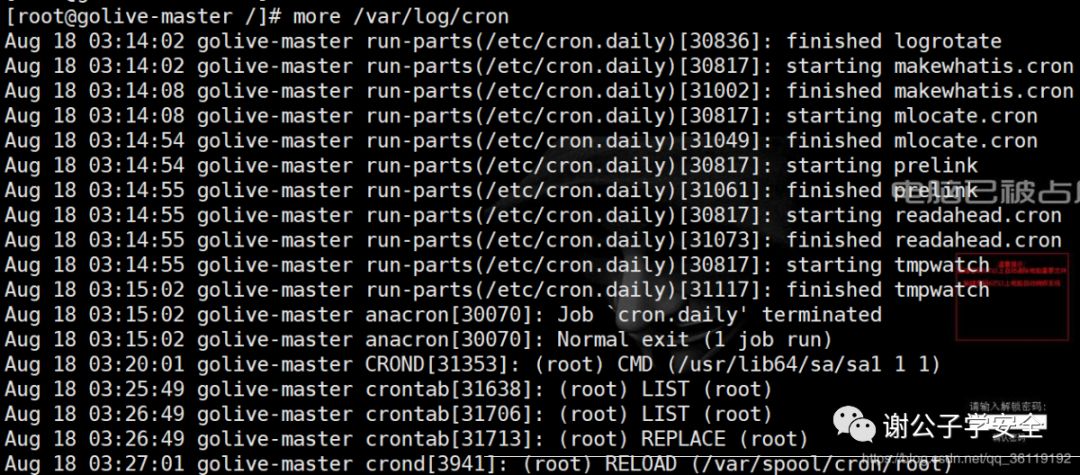 [root@golive-master /]# more /var/log/cron
Aug 18 03:14:02 golive-master run-parts(/etc/cron.daily)[30836]: finished logrotate
Aug 18 03:14:02 golive-master run-parts(/etc/cron.daily)[30817]: starting makewhatis.cron
Aug 18 03:14:08 golive-master run-parts(/etc/cron.daily)[31002]: finished makewhatis.cron
Aug 18 03:14:08 golive-master run-parts(/etc/cron.daily)[30817]: starting mlocate.cron
Aug 18 03:14:54 golive-master run-parts(/etc/cron.daily)[31049]: finished mlocate.cron
Aug 18 03:14:54 golive-master run-parts(/etc/cron.daily)[30817]: starting prelink
Aug 18 03:14:55 golive-master run-parts(/etc/cron.daily)[31061]: finished prelink
电脑已被占
Aug 18 03:14:55 golive-master run-parts(/etc/cron.daily)[30817]: starting readahead.cron
Aug 18 03:14:55 golive-master run-parts(/etc/cron.daily)[31073]: finished readahead.cron
Aug 18 03:14:55 golive-master run-parts(/etc/cron.daily)[30817]: starting tmpwatch
Aug 18 03:15:02 golive-master run-parts(/etc/cron.daily)[31117]: finished tmpwatch
Aug 18 03:15:02 golive-master anacron[30070]: Job `cron.daily' terminated
Aug 18 03:15:02 golive-master anacron[30070]: Normal exit (1 job run)
Aug 18 03:20:01 golive-master CROND[31353]: (root) CMD (/usr/lib64/sa/sa1 1 1)
Aug 18 03:25:49 golive-master crontab[31638]: (root) LIST (root)
请输入解锁密码:
Aug 18 03:26:49 golive-master crontab[31706]: (root) LIST (root)
谢公子学安全
Aug 18 03:26:49 golive-master crontab[31713]: (root) REPLACE (root)
Aug 18 03:27:01 golive-master crond[3941]: (root) RELOAD (/var/spool/cron/root)
https://blog.csdn.net/qq_36119192